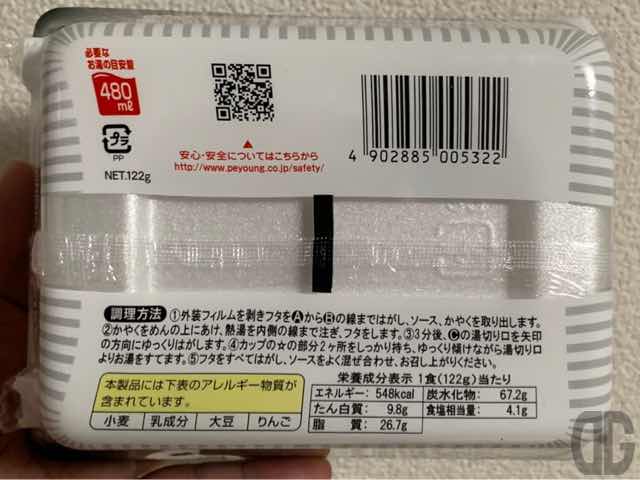 必要な
お湯の目安量
480
mℓ
プラ
PP
NET.122g
安心・安全についてはこちらから
http://www.peyoung.co.jp/safety/
4 902885 005322
調理方法 ①外装フィルムを剥きフタをⒶからⒷの線まではがし、ソース、かやくを取り出します。
②かやくをめんの上にあけ、熱湯を内側の線まで注ぎ、フタをします。③3分後、Ⓒの湯切り口を矢印
の方向にゆっくりはがします。④カップの☆の部分2ヶ所をしっかり持ち、ゆっくり傾けながら湯切り口
よりお湯をすてます。⑤フタをすべてはがし、ソースをよく混ぜ合わせ、お召し上がりください。
本製品には下表のアレルギー物質が
含まれています。
小麦 乳成分 大豆 りんご
栄養成分表示 1食(122g)当たり
エネルギー: 548kcal 炭水化物: 67.2g
たん白質: 9.8g 食塩相当量: 4.1g
脂質: 26.7g
DG